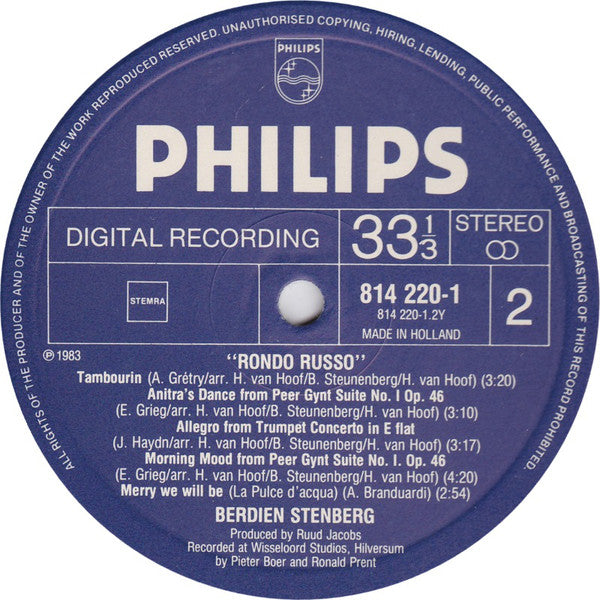 ALL RIGHTS OF THE PRODUCER AND OF THE OWNER OF THE WORK REPRODUCED RESERVED. UNAUTHORISED COPYING, HIRING, LENDING, PUBLIC PERFORMANCE AND BROADCASTING OF THIS RECORD PROHIBITED.
PHILIPS
PHILIPS
DIGITAL RECORDING
33 1/3
STEREO
STEMRA
814 220-1
814 220-1.2Y
MADE IN HOLLAND
2
℗ 1983
"RONDO RUSSO"
Tambourin (A. Grétry/arr. H. van Hoof/B. Steunenberg/H. van Hoof) (3:20)
Anitra's Dance from Peer Gynt Suite No. I Op. 46
(E. Grieg/arr. H. van Hoof/B. Steunenberg/H. van Hoof) (3:10)
Allegro from Trumpet Concerto in E flat
(J. Haydn/arr. H. van Hoof/B. Steunenberg/H. van Hoof) (3:17)
Morning Mood from Peer Gynt Suite No. I. Op. 46
(E. Grieg/arr. H. van Hoof/B. Steunenberg/H. van Hoof) (4:20)
Merry we will be (La Pulce d'acqua) (A. Branduardi) (2:54)
BERDIEN STENBERG
Produced by Ruud Jacobs
Recorded at Wisseloord Studios, Hilversum
by Pieter Boer and Ronald Prent